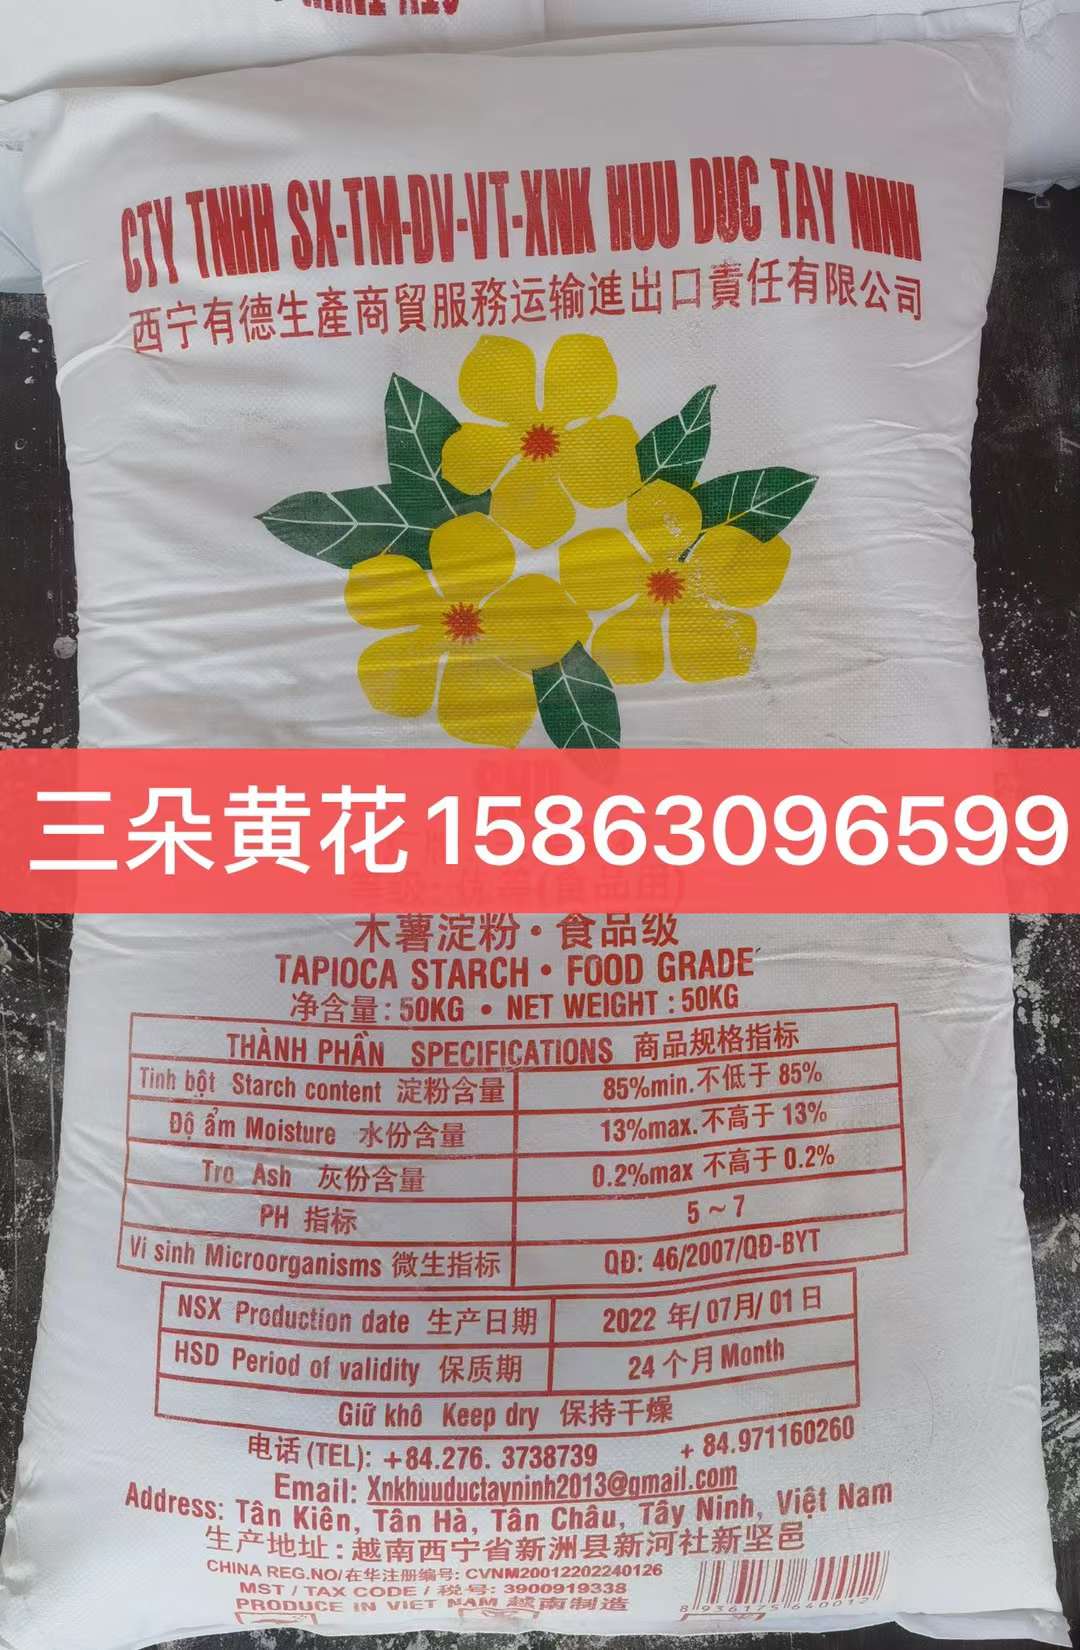 CTY TNHH SX-TM-DV-VT-XNK HUU DUC TAY NINH
西宁有德生產商貿服務运输進出口責任有限公司
三朵黄花15863096599
木薯淀粉·食品级
TAPIOCA STARCH • FOOD GRADE
净含量:50KG • NET WEIGHT : 50KG
THÀNH PHẦN SPECIFICATIONS 商品规格指标
Tinh bột Starch content 淀粉含量 85%min.不低于 85%
Độ ẩm Moisture 水份含量 13%max.不高于 13%
Tro Ash 灰份含量 0.2%max 不高于 0.2%
PH 指标 5 ~ 7
Vi sinh Microorganisms 微生指标 QĐ: 46/2007/QĐ-BYT
NSX Production date 生产日期 2022 年/ 07月/ 01 日
HSD Period of validity 保质期 24 个月 Month
Giữ khô Keep dry 保持干燥
电话 (TEL): +84.276. 3738739 + 84.971160260
Email: Xnkhuuductayninh2013@gmail.com
Address: Tân Kiên, Tân Hà, Tân Châu, Tây Ninh, Việt Nam
生产地址:越南西宁省新洲县新河社新坚邑
CHINA REG.NO/在华注册编号: CVNM20012202240126
MST / TAX CODE / 税号: 3900919338
PRODUCE IN VIET NAM 越南制造
8 936175 640012